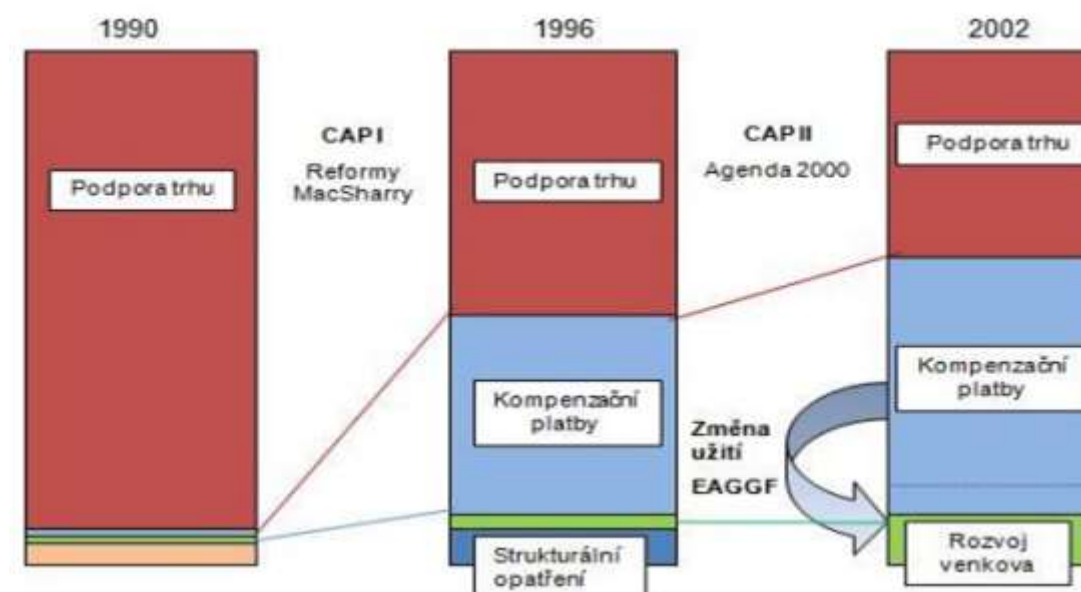 1990
1996
2002
CAP I
Reformy
MacSharry
CAP II
Agenda 2000
Podpora trhu
Podpora trhu
Podpora trhu
Kompenzační
platby
Kompenzační
platby
Změna
užití
EAGGF
Strukturální
opatření
Rozvoj
venkova